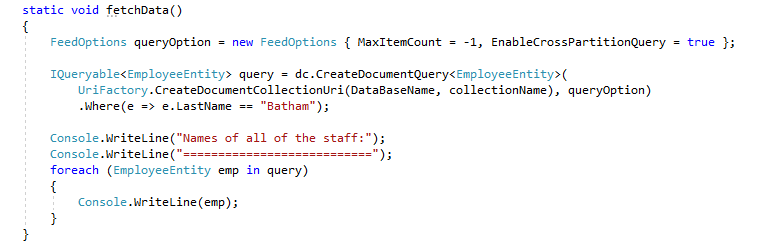 static void fetchData()
{
FeedOptions queryOption = new FeedOptions { MaxItemCount = -1, EnableCrossPartitionQuery = true };
IQueryable<EmployeeEntity> query = dc.CreateDocumentQuery<EmployeeEntity>(
UriFactory.CreateDocumentCollectionUri(DataBaseName, collectionName), queryOption)
.Where(e => e.LastName == "Batham");
Console.WriteLine("Names of all of the staff:");
Console.WriteLine("===========================");
foreach (EmployeeEntity emp in query)
{
Console.WriteLine(emp);
}
}